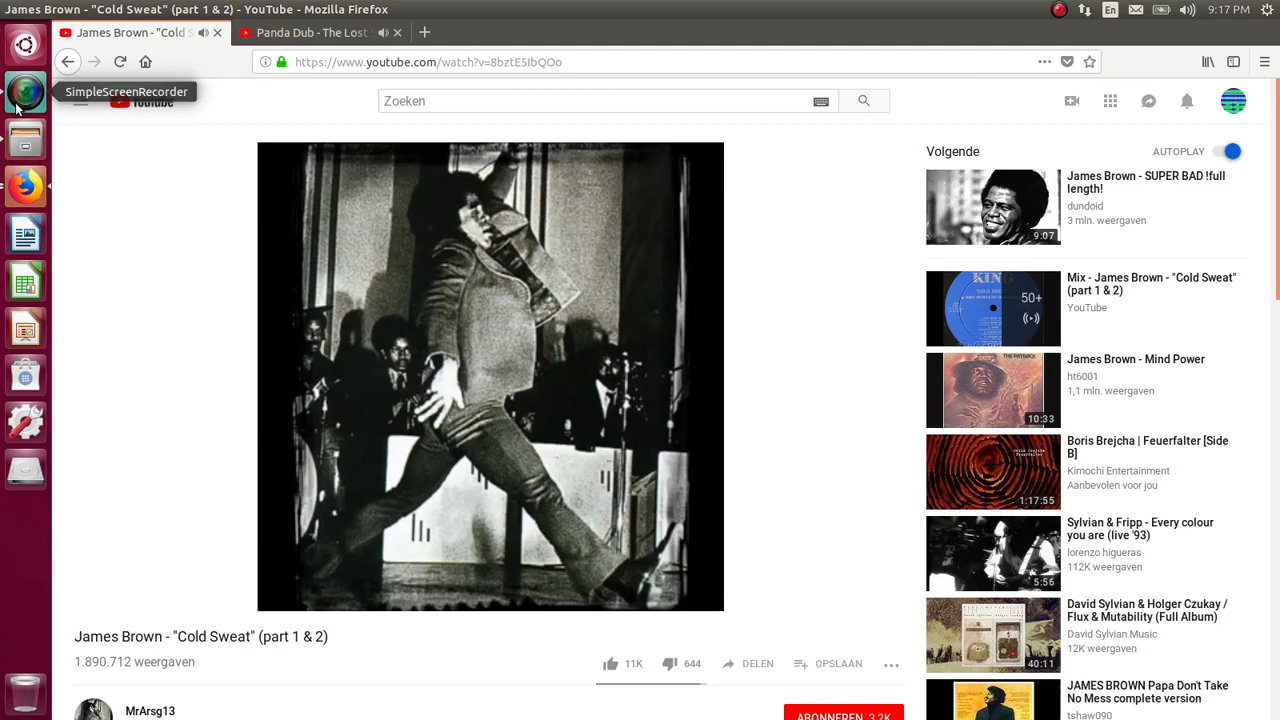 James Brown - "Cold Sweat" (part 1 & 2) - YouTube - Mozilla Firefox
En
9:17 PM
James Brown - "Cold S
Panda Dub - The Lost
https://www.youtube.com/watch?v=8bztE5IbQOo
SimpleScreenRecorder
YouTube
Zoeken
Volgende
AUTOPLAY
James Brown - SUPER BAD !full
length!
dundoid
3 mln. weergaven
9:07
KING
"COLD SWE
50+
Mix - James Brown - "Cold Sweat"
(part 1 & 2)
YouTube
THE PAYBACK
10:33
James Brown - Mind Power
ht6001
1,1 mln. weergaven
1:17:55
Boris Brejcha | Feuerfalter [Side
B]
Kimochi Entertainment
Aanbevolen voor jou
5:56
Sylvian & Fripp - Every colour
you are (live '93)
lorenzo higueras
112K weergaven
40:11
David Sylvian & Holger Czukay /
Flux & Mutability (Full Album)
David Sylvian Music
12K weergaven
JAMES BROWN Papa Don't Take
No Mess complete version
tshaw090
James Brown - "Cold Sweat" (part 1 & 2)
1.890.712 weergaven
11K
644
DELEN
OPSLAAN
MrArsg13
ABONNEREN 3,2K